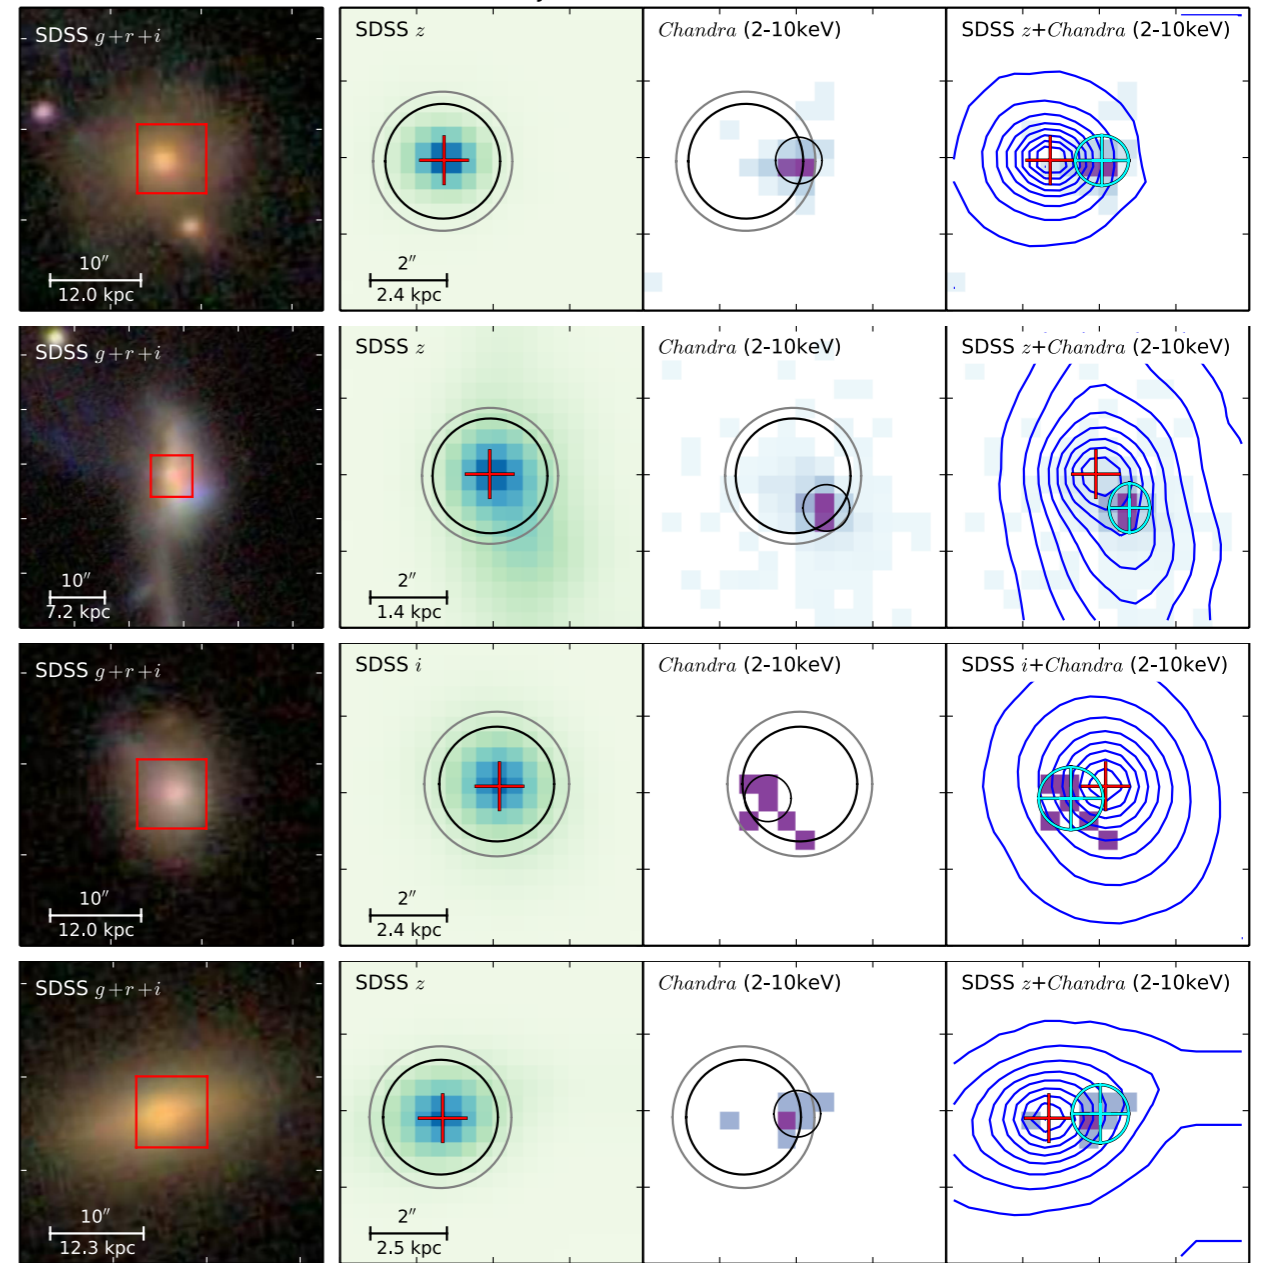 SDSS g+r+i
10″
12.0 kpc
SDSS z
2″
2.4 kpc
Chandra (2-10keV)
SDSS z+Chandra (2-10keV)
SDSS g+r+i
10″
7.2 kpc
SDSS z
2″
1.4 kpc
Chandra (2-10keV)
SDSS z+Chandra (2-10keV)
SDSS g+r+i
10″
12.0 kpc
SDSS i
2″
2.4 kpc
Chandra (2-10keV)
SDSS i+Chandra (2-10keV)
SDSS g+r+i
10″
12.3 kpc
SDSS z
2″
2.5 kpc
Chandra (2-10keV)
SDSS z+Chandra (2-10keV)